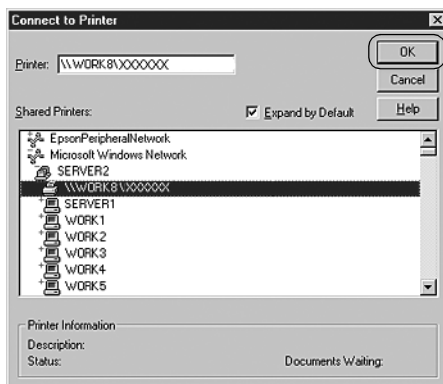 Connect to Printer
Printer: \\WORK8\XXXXXX
OK
Cancel
Help
Shared Printers:
Expand by Default
EpsonPeripheralNetwork
Microsoft Windows Network
SERVER2
\\WORK8\XXXXXX
SERVER1
WORK1
WORK2
WORK3
WORK4
WORK5
Printer Information
Description:
Status: Documents Waiting: